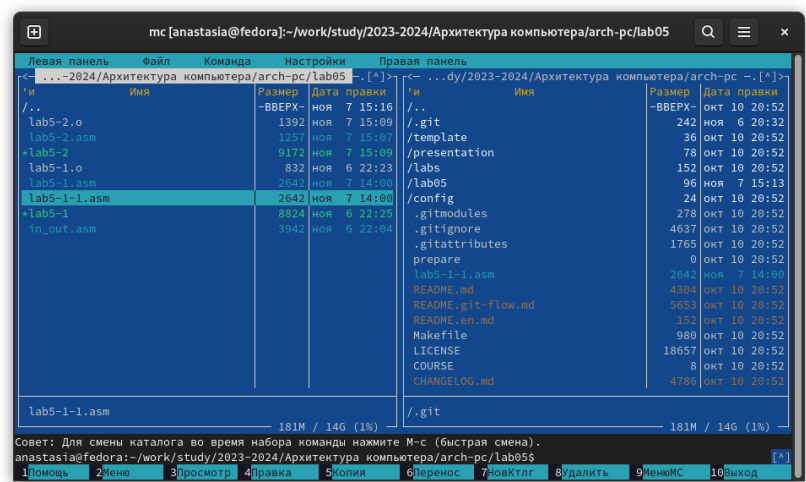 mc [anastasia@fedora]:~/work/study/2023-2024/Архитектура компьютера/arch-pc/lab05
Левая панель Файл Команда Настройки Правая панель
<— ...-2024/Архитектура компьютера/arch-pc/lab05 —.[^]> <— ...dy/2023-2024/Архитектура компьютера/arch-pc —.[^]>
'и Имя Размер Дата правки 'и Имя Размер Дата правки
/.. -ВВЕРХ- ноя 7 15:16 /.. -ВВЕРХ- окт 10 20:52
lab5-2.o 1392 ноя 7 15:09 /.git 242 ноя 6 20:32
lab5-2.asm 1257 ноя 7 15:07 /template 36 окт 10 20:52
*lab5-2 9172 ноя 7 15:09 /presentation 78 окт 10 20:52
lab5-1.o 832 ноя 6 22:23 /labs 152 окт 10 20:52
lab5-1.asm 2642 ноя 7 14:00 /lab05 96 ноя 7 15:13
lab5-1-1.asm 2642 ноя 7 14:00 /config 24 окт 10 20:52
*lab5-1 8824 ноя 6 22:25 .gitmodules 278 окт 10 20:52
in_out.asm 3942 ноя 6 22:04 .gitignore 4637 окт 10 20:52
.gitattributes 1765 окт 10 20:52
prepare 0 окт 10 20:52
lab5-1-1.asm 2642 ноя 7 14:00
README.md 4304 окт 10 20:52
README.git-flow.md 5653 окт 10 20:52
README.en.md 152 окт 10 20:52
Makefile 980 окт 10 20:52
LICENSE 18657 окт 10 20:52
COURSE 8 окт 10 20:52
CHANGELOG.md 4786 окт 10 20:52
lab5-1-1.asm /.git
181M / 14G (1%) 181M / 14G (1%)
Совет: Для смены каталога во время набора команды нажмите M-c (быстрая смена).
anastasia@fedora:~/work/study/2023-2024/Архитектура компьютера/arch-pc/lab05$ [^]
1Помощь 2Меню 3Просмотр 4Правка 5Копия 6Перенос 7НовКтлг 8Удалить 9МенюМС 10Выход